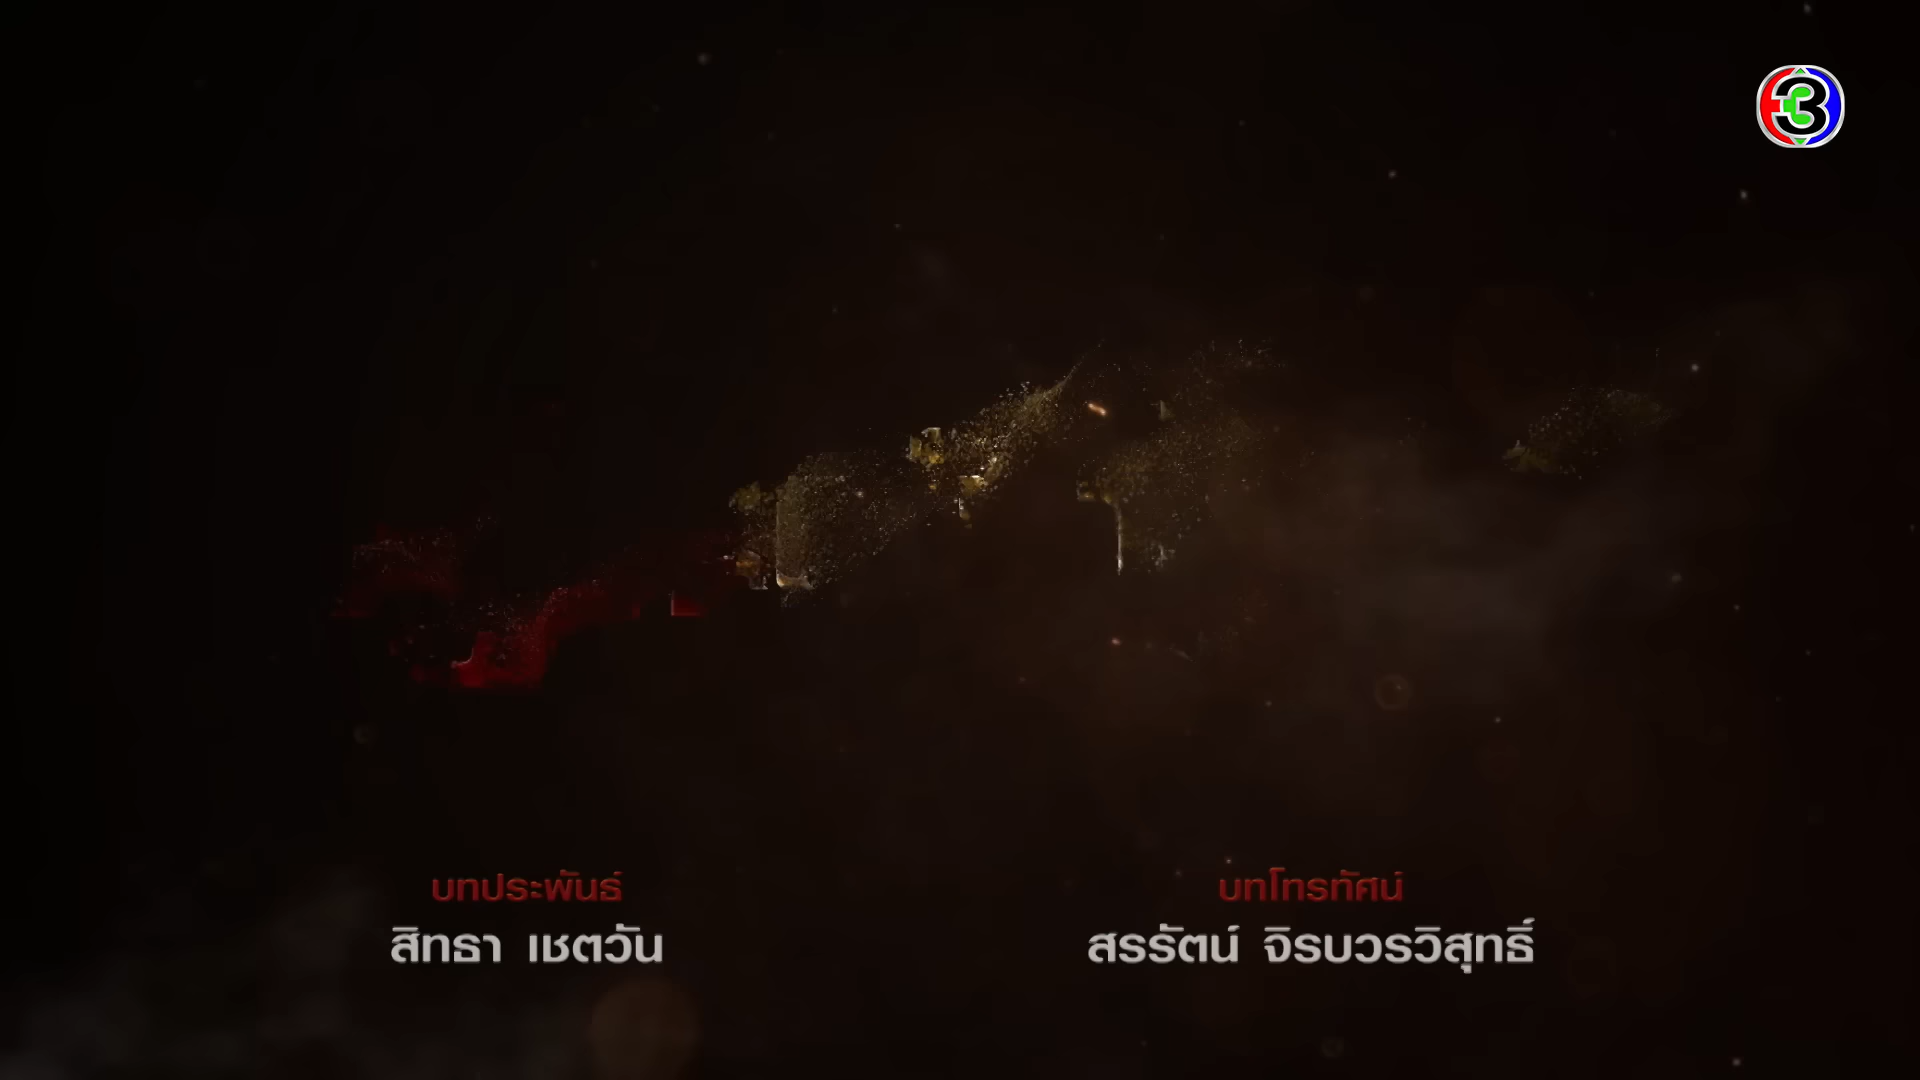 3
บทประพันธ์
สิทธา เชตวัน
บทโทรทัศน์
สรรัตน์ จิรบวรวิสุทธิ์